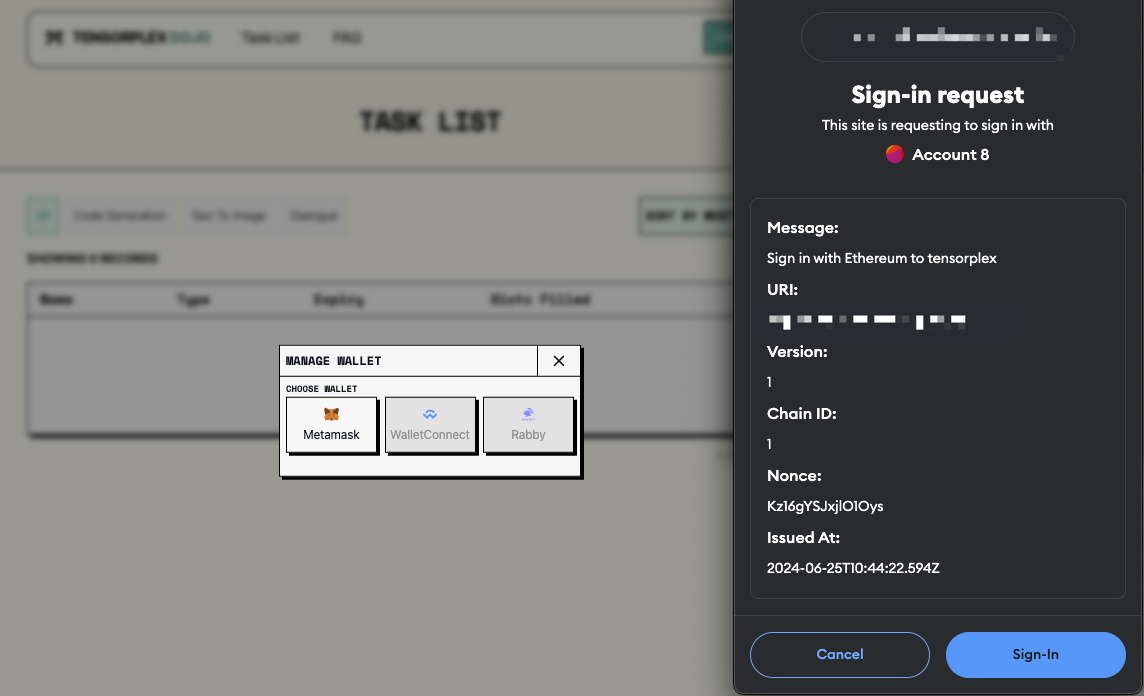 TENSORPLEX DOJO
Task List
FAQ
TASK LIST
All
Code Generation
Text To Image
Dialogue
SORT BY MOST
SHOWING 0 RECORDS
Name
Type
Expiry
Slots Filled
MANAGE WALLET
CHOOSE WALLET
Metamask
WalletConnect
Rabby
Sign-in request
This site is requesting to sign in with
Account 8
Message:
Sign in with Ethereum to tensorplex
URI:
Version:
1
Chain ID:
1
Nonce:
Kz16gYSJxjlO1Oys
Issued At:
2024-06-25T10:44:22.594Z
Cancel
Sign-In